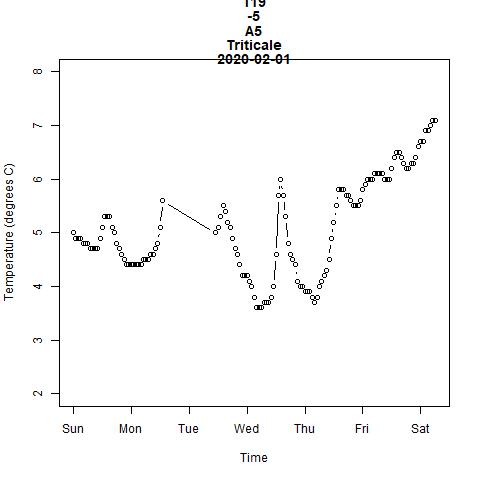 T19
-5
A5
Triticale
2020-02-01
8
7
6
5
4
3
2
Temperature (degrees C)
Sun Mon Tue Wed Thu Fri Sat
Time